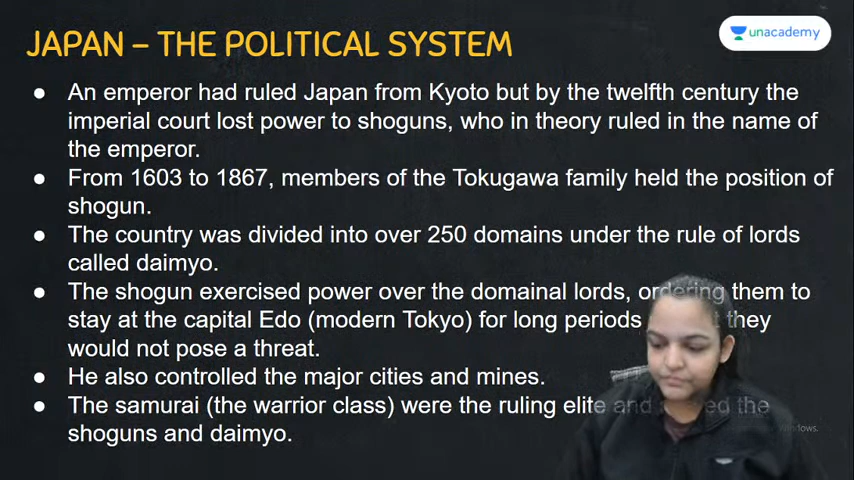 JAPAN – THE POLITICAL SYSTEM
unacademy
● An emperor had ruled Japan from Kyoto but by the twelfth century the
imperial court lost power to shoguns, who in theory ruled in the name of
the emperor.
● From 1603 to 1867, members of the Tokugawa family held the position of
shogun.
● The country was divided into over 250 domains under the rule of lords
called daimyo.
● The shogun exercised power over the domainal lords, ordering them to
stay at the capital Edo (modern Tokyo) for long periods they
would not pose a threat.
● He also controlled the major cities and mines.
● The samurai (the warrior class) were the ruling elite and the
shoguns and daimyo.